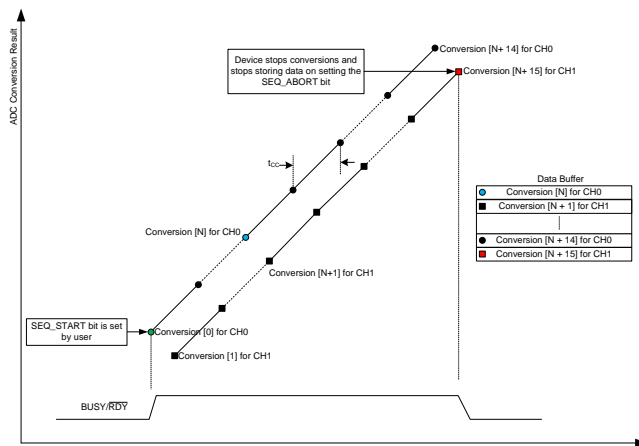 ADC Conversion Result
Conversion [N+ 14] for CH0
Device stops conversions and
stops storing data on setting the
SEQ_ABORT bit
Conversion [N+ 15] for CH1
tCC
Data Buffer
Conversion [N] for CH0
Conversion [N + 1] for CH1
Conversion [N + 14] for CH0
Conversion [N + 15] for CH1
Conversion [N] for CH0
Conversion [N+1] for CH1
SEQ_START bit is set
by user
Conversion [0] for CH0
Conversion [1] for CH1
BUSY/RDY